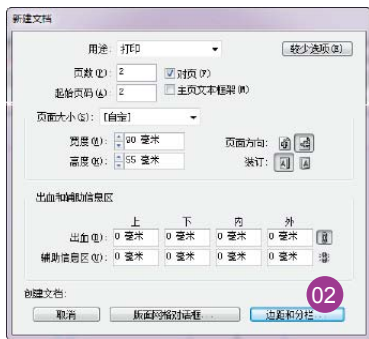 新建文档
用途: 打印 较少选项(R)
页数(P): 2 对页(F)
起始页码(A): 2 主页文本框架(M)
页面大小(S): [自定]
宽度(W): 90 毫米 页面方向:
高度(H): 55 毫米 装订:
出血和辅助信息区
上 下 内 外
出血(D): 0 毫米 0 毫米 0 毫米 0 毫米
辅助信息区(U): 0 毫米 0 毫米 0 毫米 0 毫米
02
创建文档:
取消 版面网格对话框... 边距和分栏...